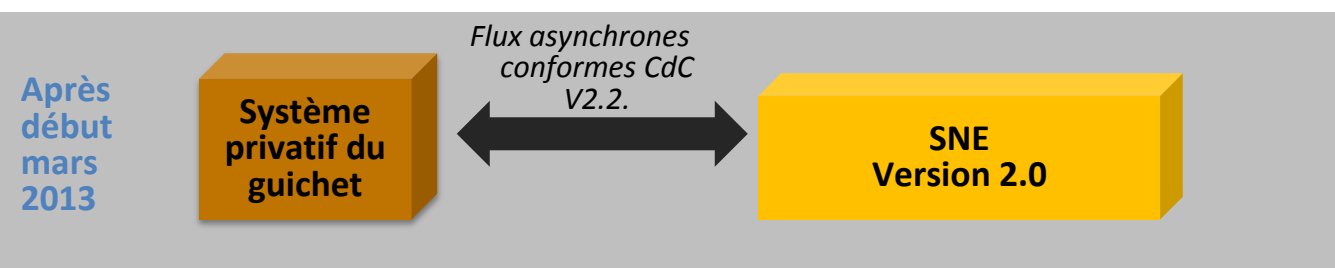 Après
début
mars
2013
Système
privatif du
guichet
Flux asynchrones
conformes CdC
V2.2.
SNE
Version 2.0